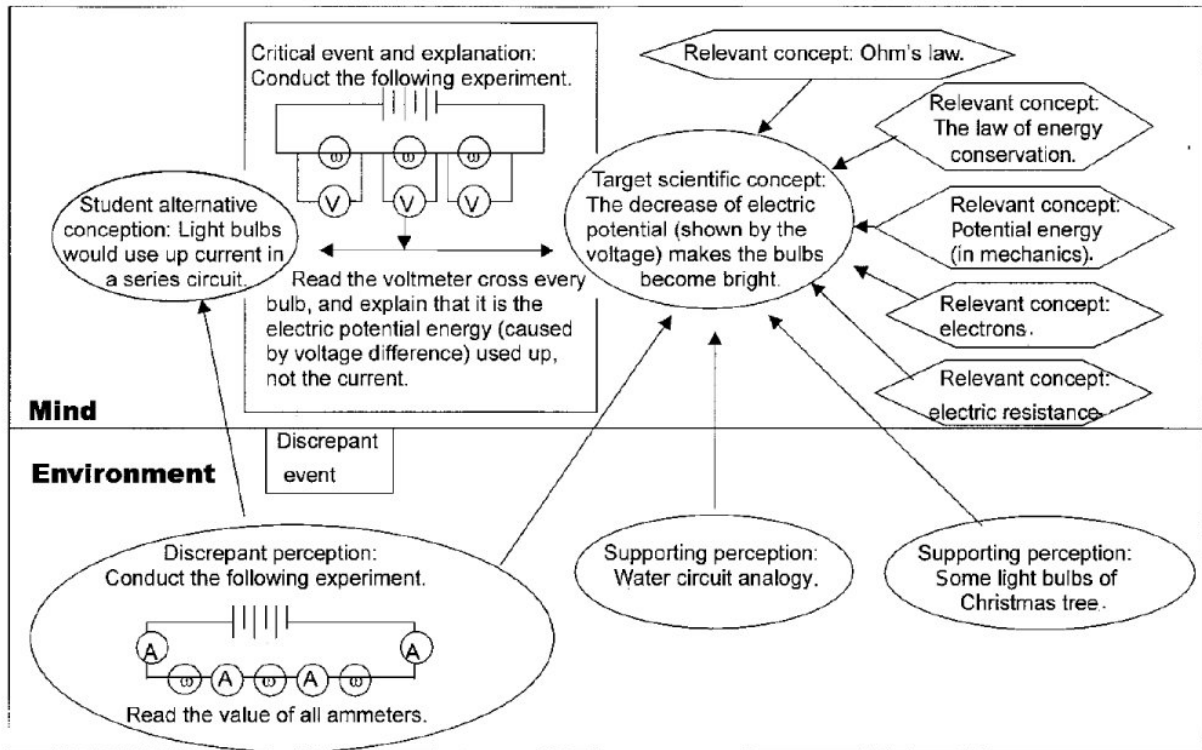 Critical event and explanation:
Conduct the following experiment.
V V V
Read the voltmeter cross every
bulb, and explain that it is the
electric potential energy (caused
by voltage difference) used up,
not the current.
Student alternative
conception: Light bulbs
would use up current in
a series circuit.
Target scientific concept:
The decrease of electric
potential (shown by the
voltage) makes the bulbs
become bright.
Relevant concept: Ohm's law.
Relevant concept:
The law of energy
conservation.
Relevant concept:
Potential energy
(in mechanics).
Relevant concept:
electrons.
Relevant concept:
electric resistance.
Mind
Environment
Discrepant
event
Discrepant perception:
Conduct the following experiment.
A A
A A
Read the value of all ammeters.
Supporting perception:
Water circuit analogy.
Supporting perception:
Some light bulbs of
Christmas tree.